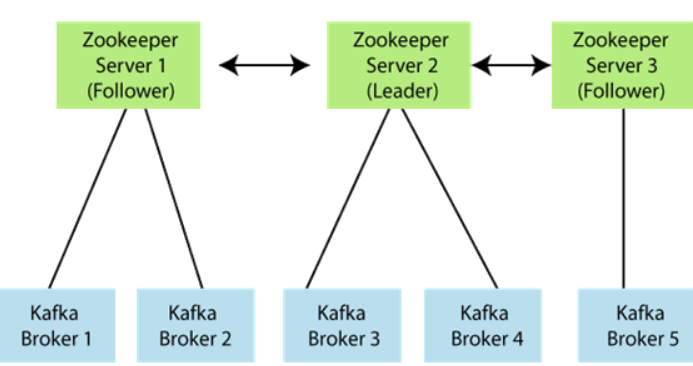 Zookeeper
Server 1
(Follower)
Zookeeper
Server 2
(Leader)
Zookeeper
Server 3
(Follower)
Kafka
Broker 1
Kafka
Broker 2
Kafka
Broker 3
Kafka
Broker 4
Kafka
Broker 5